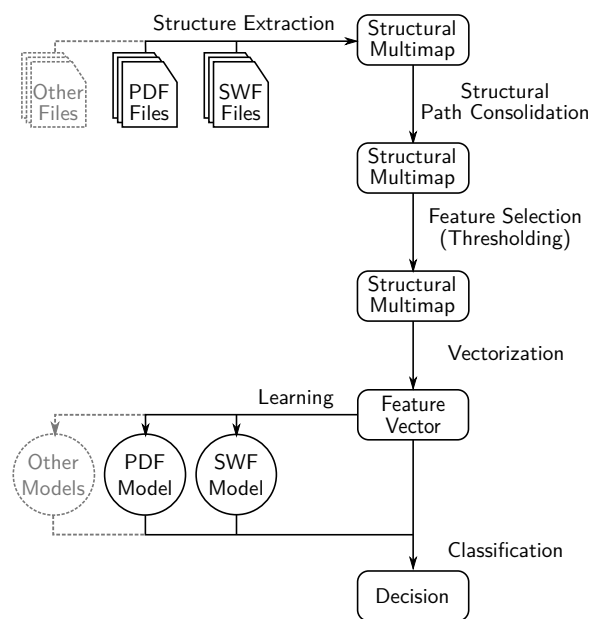 Structure Extraction
Structural
Multimap
Other
Files
PDF
Files
SWF
Files
Structural
Path Consolidation
Structural
Multimap
Feature Selection
(Thresholding)
Structural
Multimap
Vectorization
Learning
Feature
Vector
Other
Models
PDF
Model
SWF
Model
Classification
Decision